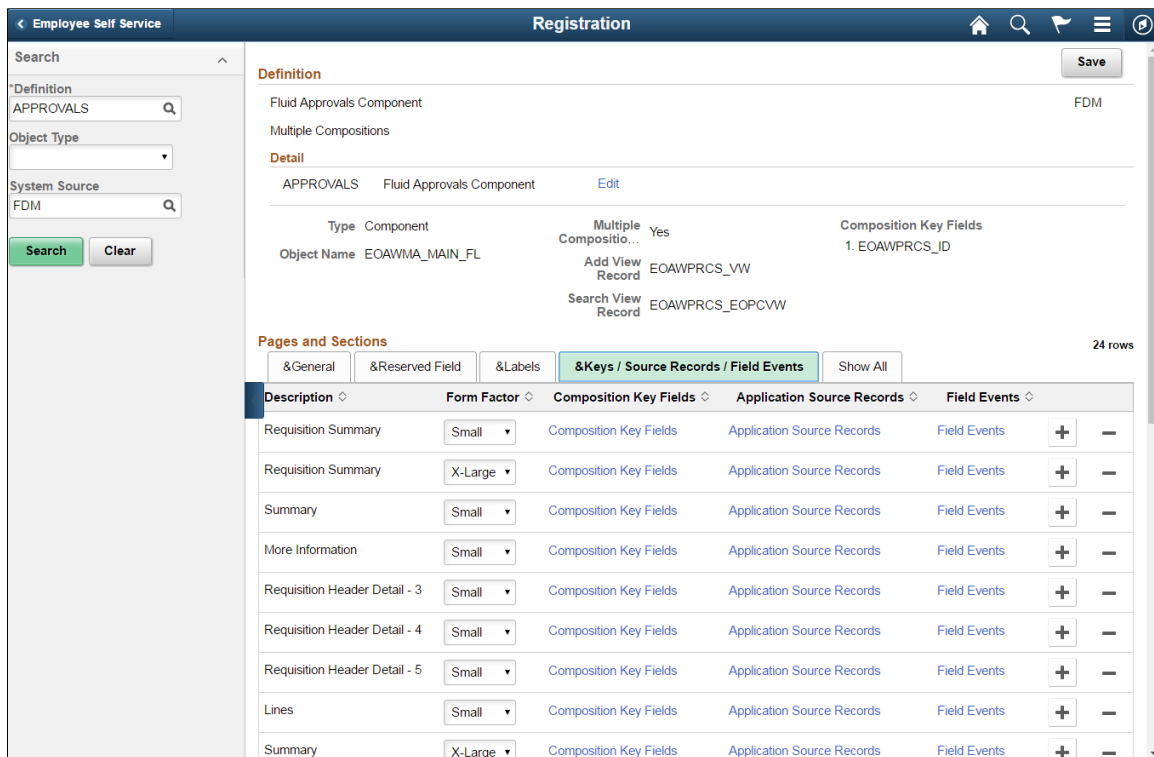 Employee Self Service
Registration
Search
*Definition
APPROVALS
Object Type
System Source
FDM
Search Clear
Save
Definition
Fluid Approvals Component FDM
Multiple Compositions
Detail
APPROVALS Fluid Approvals Component Edit
Type Component
Object Name EOAWMA_MAIN_FL
Multiple
Compositio... Yes
Add View
Record EOAWPRCS_VW
Search View
Record EOAWPRCS_EOPCVW
Composition Key Fields
1. EOAWPRCS_ID
Pages and Sections 24 rows
&General &Reserved Field &Labels &Keys / Source Records / Field Events Show All
Description Form Factor Composition Key Fields Application Source Records Field Events
Requisition Summary Small Composition Key Fields Application Source Records Field Events + −
Requisition Summary X-Large Composition Key Fields Application Source Records Field Events + −
Summary Small Composition Key Fields Application Source Records Field Events + −
More Information Small Composition Key Fields Application Source Records Field Events + −
Requisition Header Detail - 3 Small Composition Key Fields Application Source Records Field Events + −
Requisition Header Detail - 4 Small Composition Key Fields Application Source Records Field Events + −
Requisition Header Detail - 5 Small Composition Key Fields Application Source Records Field Events + −
Lines Small Composition Key Fields Application Source Records Field Events + −
Summary X-Large Composition Key Fields Application Source Records Field Events + −